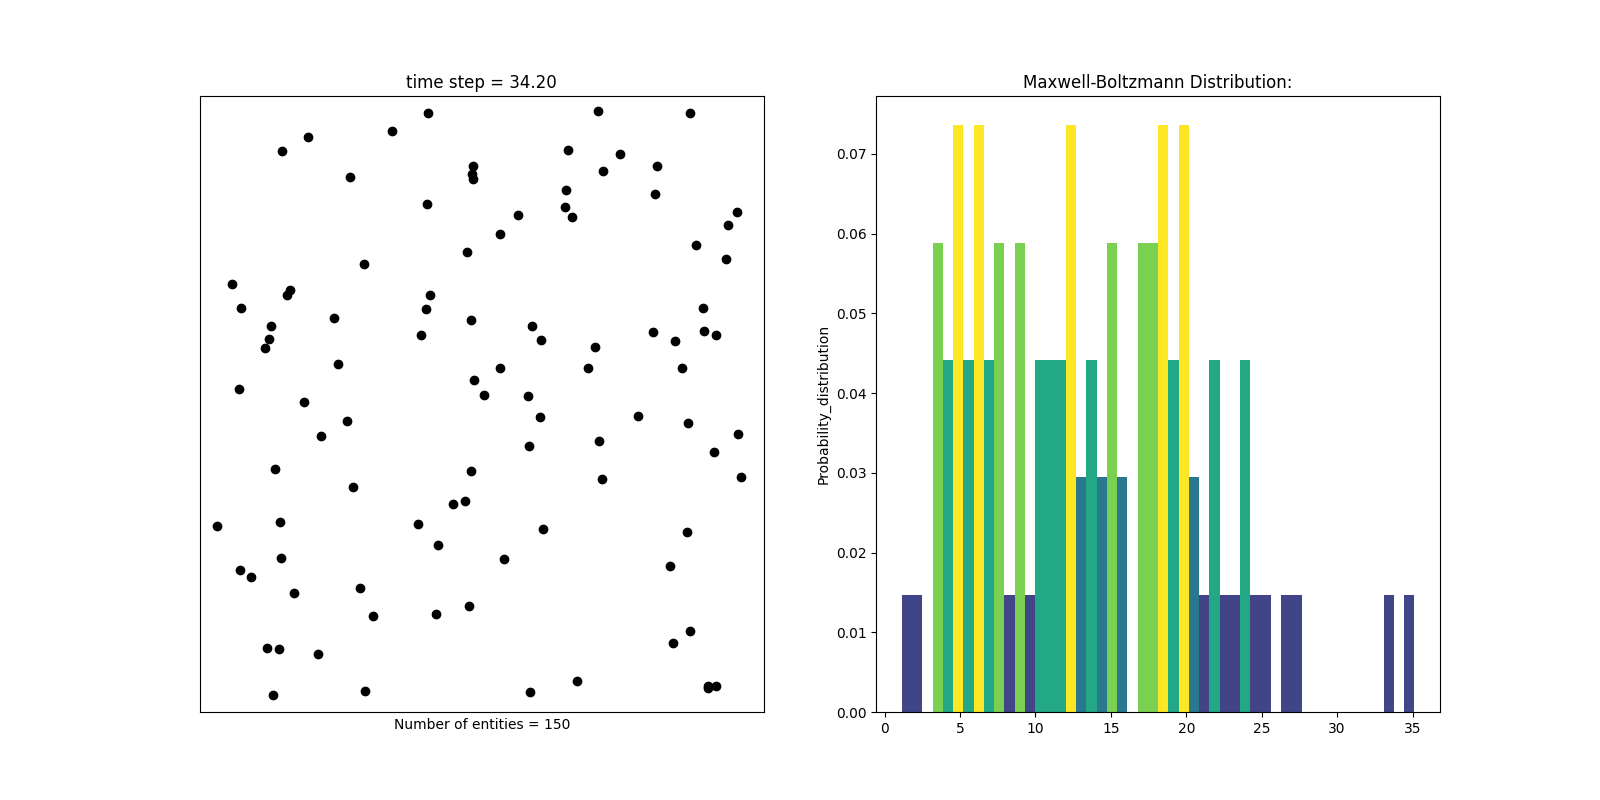 time step = 34.20
Number of entities = 150
Maxwell-Boltzmann Distribution:
Probability_distribution
0.07
0.06
0.05
0.04
0.03
0.02
0.01
0.00
0 5 10 15 20 25 30 35